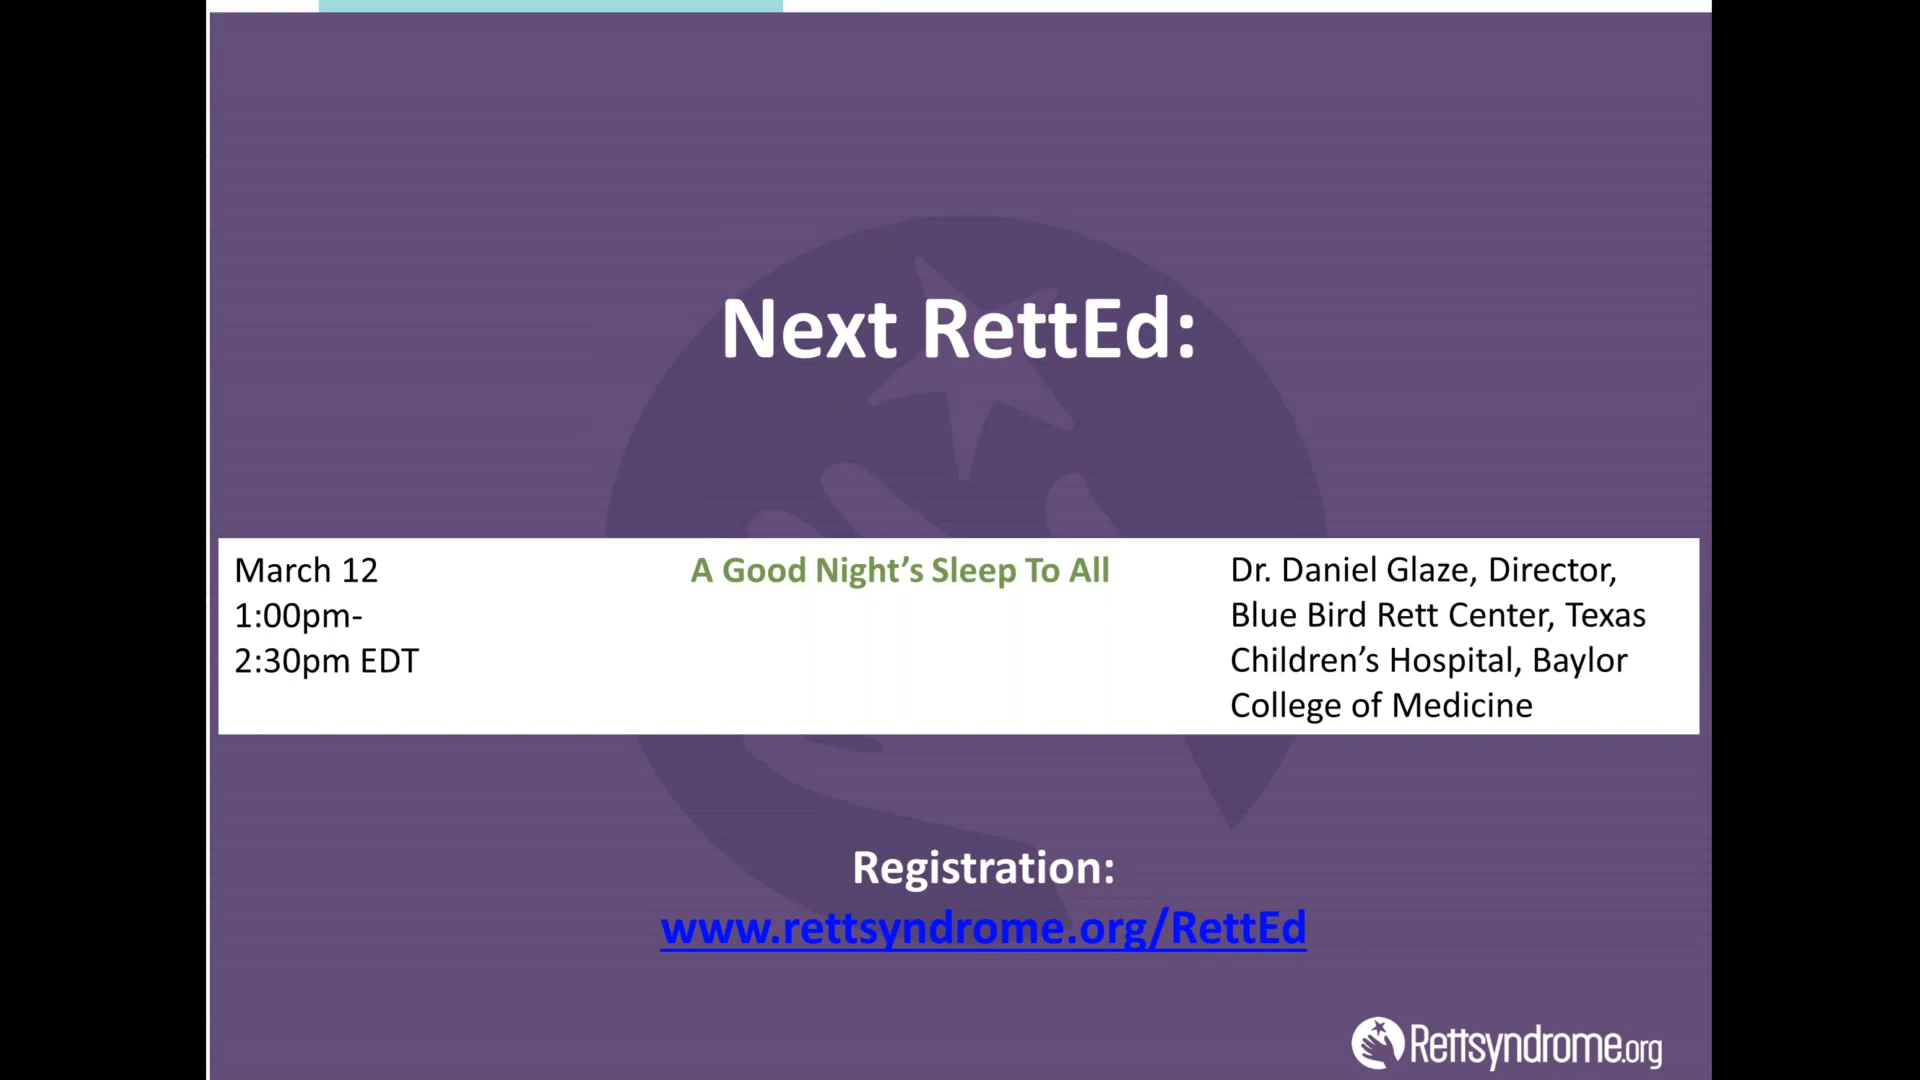 Next RettEd:
March 12
1:00pm-
2:30pm EDT
A Good Night’s Sleep To All
Dr. Daniel Glaze, Director,
Blue Bird Rett Center, Texas
Children’s Hospital, Baylor
College of Medicine
Registration:
www.rettsyndrome.org/RettEd
Rettsyndrome.org